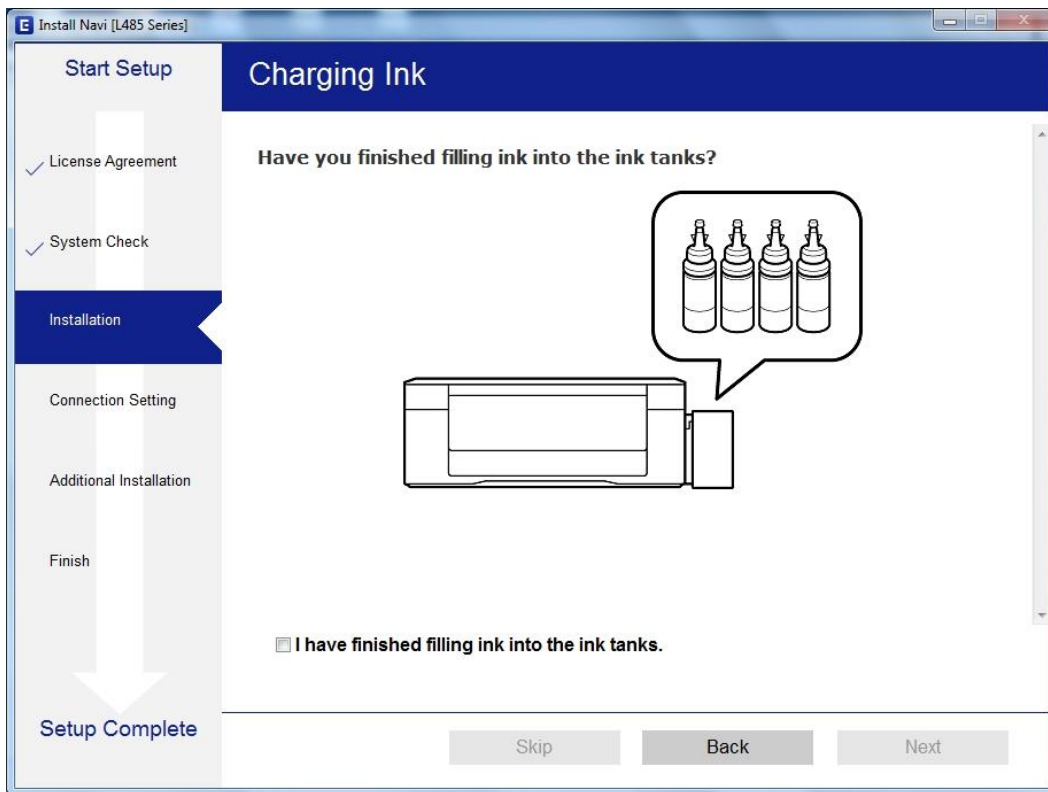 Install Navi [L485 Series]
Start Setup
License Agreement
System Check
Installation
Connection Setting
Additional Installation
Finish
Setup Complete
Charging Ink
Have you finished filling ink into the ink tanks?
I have finished filling ink into the ink tanks.
Skip
Back
Next